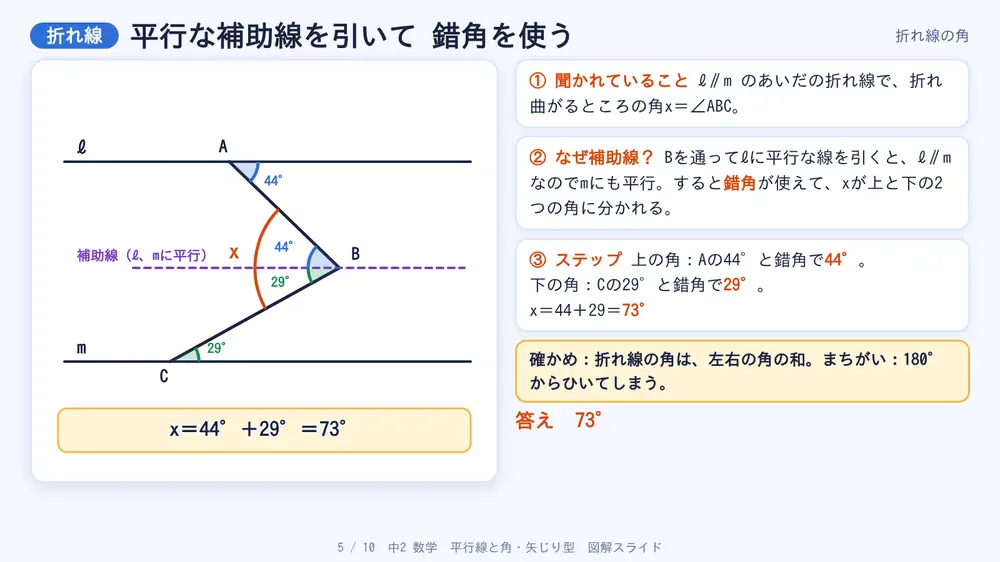 折れ線
平行な補助線を引いて 錯角を使う
折れ線の角
ℓ
A
44°
補助線（ℓ、mに平行）
x
44°
B
29°
m
29°
C
x＝44°＋29°＝73°
① 聞かれていること ℓ∥m のあいだの折れ線で、折れ
曲がるところの角x＝∠ABC。
② なぜ補助線？ Bを通ってℓに平行な線を引くと、ℓ∥m
なのでmにも平行。すると錯角が使えて、xが上と下の2
つの角に分かれる。
③ ステップ 上の角：Aの44°と錯角で44°。
下の角：Cの29°と錯角で29°。
x＝44＋29＝73°
確かめ：折れ線の角は、左右の角の和。まちがい：180°
からひいてしまう。
答え　73°
5 / 10　中2 数学　平行線と角・矢じり型　図解スライド